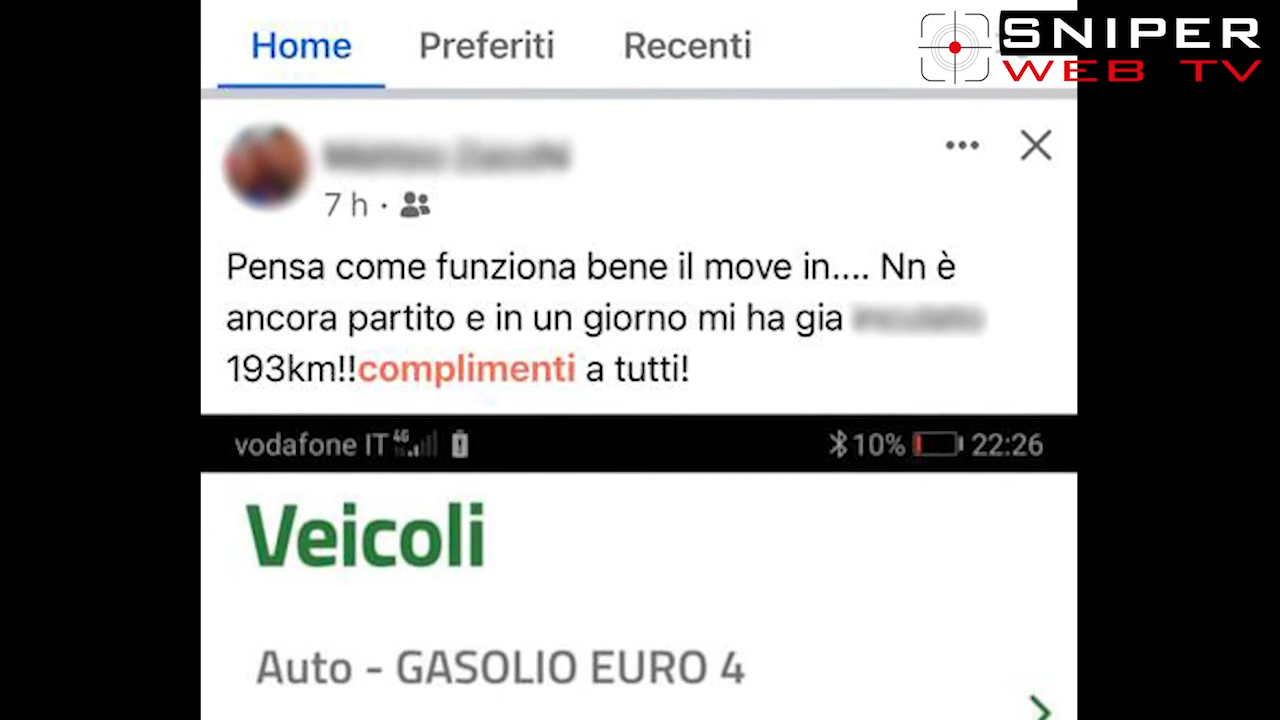 Home Preferiti Recenti
SNIPER
WEB TV
7 h ·
Pensa come funziona bene il move in.... Nn è
ancora partito e in un giorno mi ha gia
193km!!complimenti a tutti!
vodafone IT 4G 10% 22:26
Veicoli
Auto - GASOLIO EURO 4